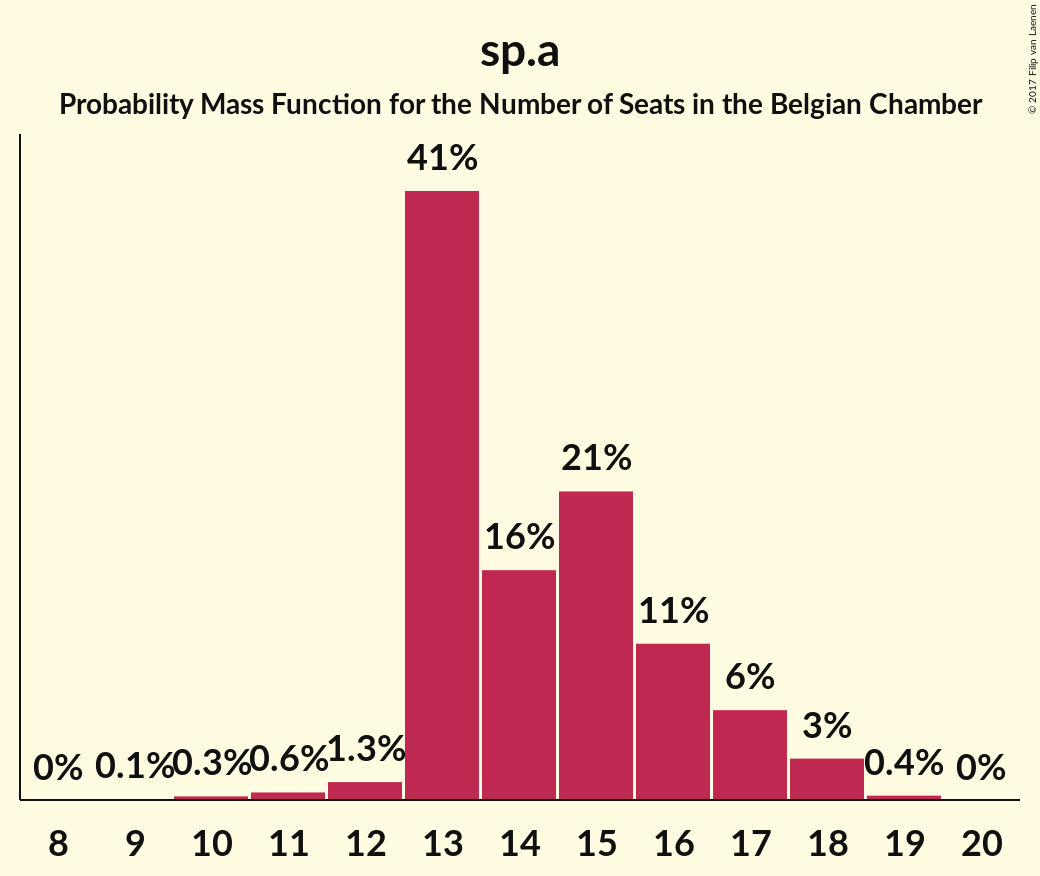 sp.a
Probability Mass Function for the Number of Seats in the Belgian Chamber
© 2017 Filip van Laenen
41%
21%
16%
11%
6%
3%
1.3%
0% 0.1% 0.3% 0.6% 0.4% 0%
8 9 10 11 12 13 14 15 16 17 18 19 20